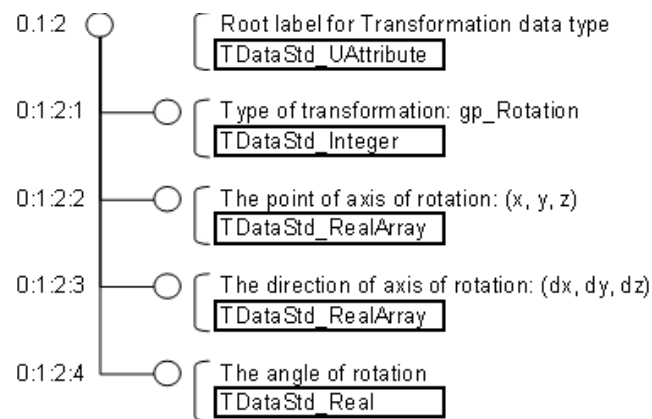 0.1:2 Root label for Transformation data type
TDataStd_UAttribute
0:1:2:1 Type of transformation: gp_Rotation
TDataStd_Integer
0:1:2:2 The point of axis of rotation: (x, y, z)
TDataStd_RealArray
0:1:2:3 The direction of axis of rotation: (dx, dy, dz)
TDataStd_RealArray
0:1:2:4 The angle of rotation
TDataStd_Real